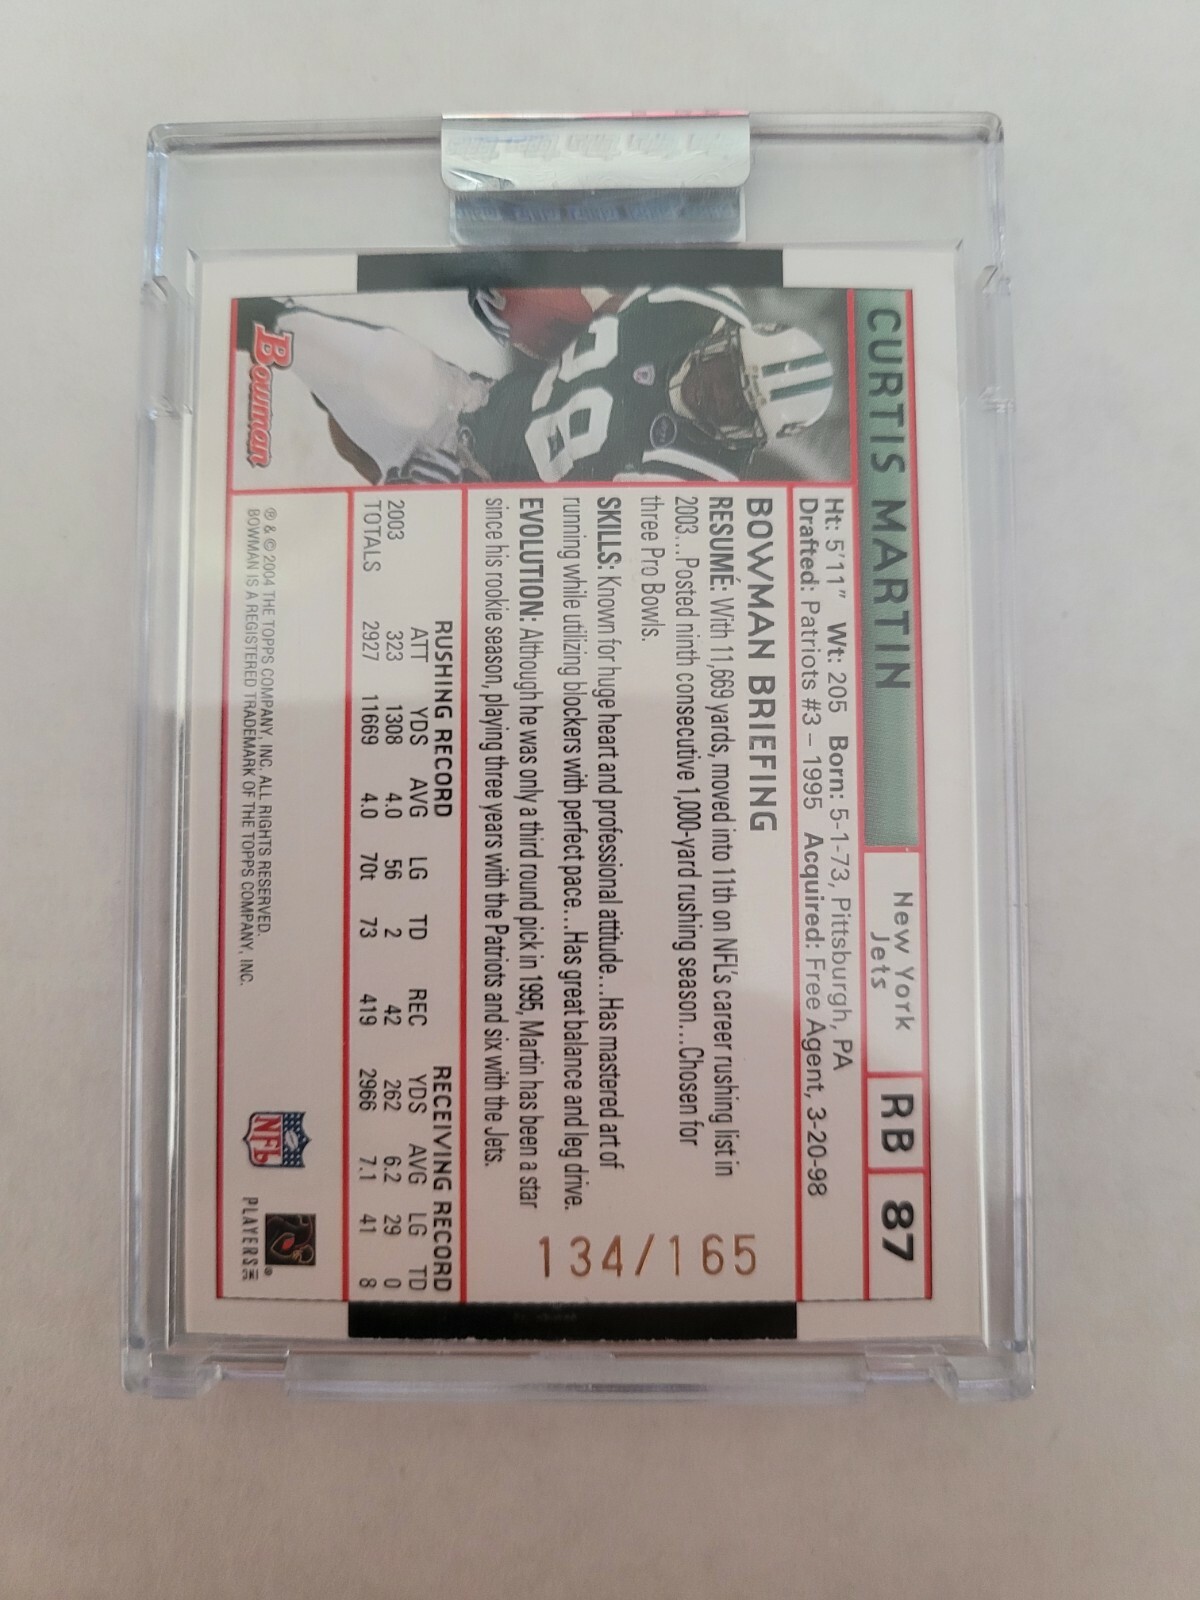 CURTIS MARTIN
New York
Jets
RB
87
Ht: 5'11" Wt: 205 Born: 5-1-73, Pittsburgh, PA
Drafted: Patriots #3 – 1995 Acquired: Free Agent, 3-20-98
BOWMAN BRIEFING
RESUMÉ: With 11,669 yards, moved into 11th on NFL's career rushing list in
2003...Posted ninth consecutive 1,000-yard rushing season...Chosen for
three Pro Bowls.
SKILLS: Known for huge heart and professional attitude...Has mastered art of
running while utilizing blockers with perfect pace...Has great balance and leg drive.
EVOLUTION: Although he was only a third round pick in 1995, Martin has been a star
since his rookie season, playing three years with the Patriots and six with the Jets.
134/165
28
RUSHING RECORD RECEIVING RECORD
ATT YDS AVG LG TD REC YDS AVG LG TD
2003 323 1308 4.0 56 2 42 262 6.2 29 0
TOTALS 2927 11669 4.0 70t 73 419 2966 7.1 41 8
Bowman
® & © 2004 THE TOPPS COMPANY, INC. ALL RIGHTS RESERVED.
BOWMAN IS A REGISTERED TRADEMARK OF THE TOPPS COMPANY, INC.
NFL
PLAYERS INC